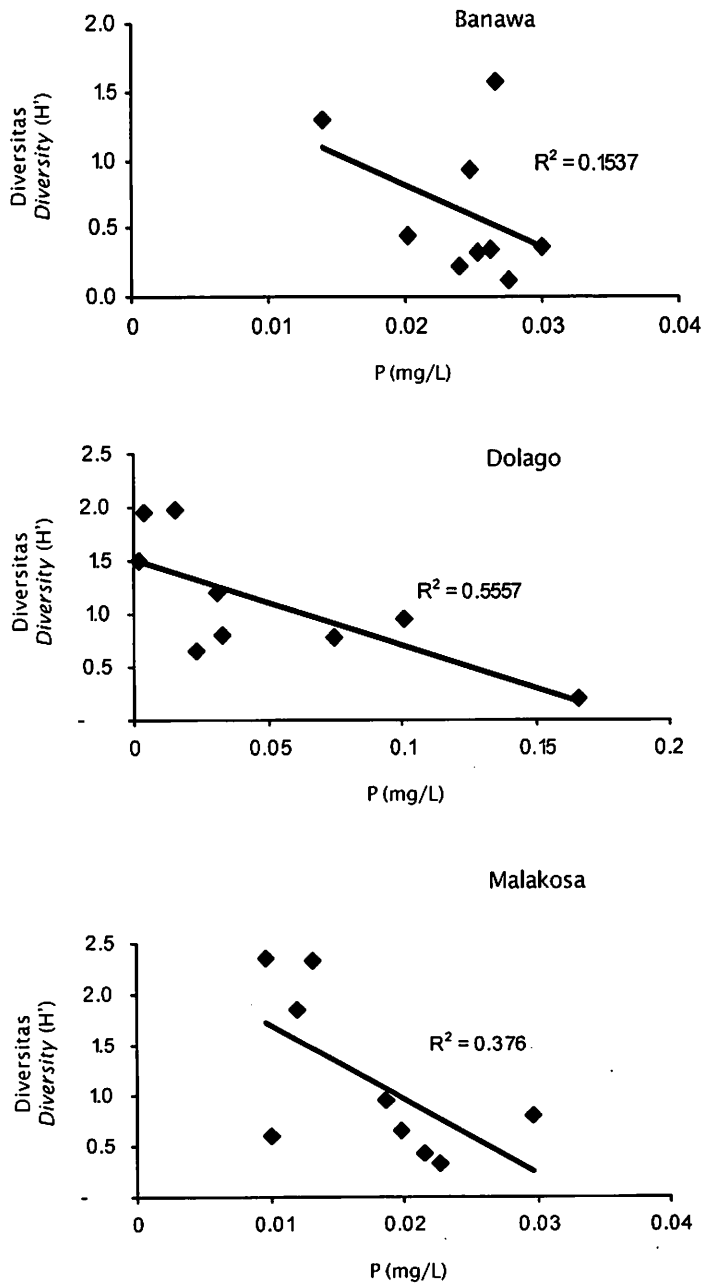 Banawa
2.0
1.5
1.0
0.5
0.0
Diversitas
Diversity (H')
R² = 0.1537
0 0.01 0.02 0.03 0.04
P (mg/L)
Dolago
2.5
2.0
1.5
1.0
0.5
-
Diversitas
Diversity (H')
R² = 0.5557
0 0.05 0.1 0.15 0.2
P (mg/L)
Malakosa
2.5
2.0
1.5
1.0
0.5
-
Diversitas
Diversity (H')
R² = 0.376
0 0.01 0.02 0.03 0.04
P (mg/L)